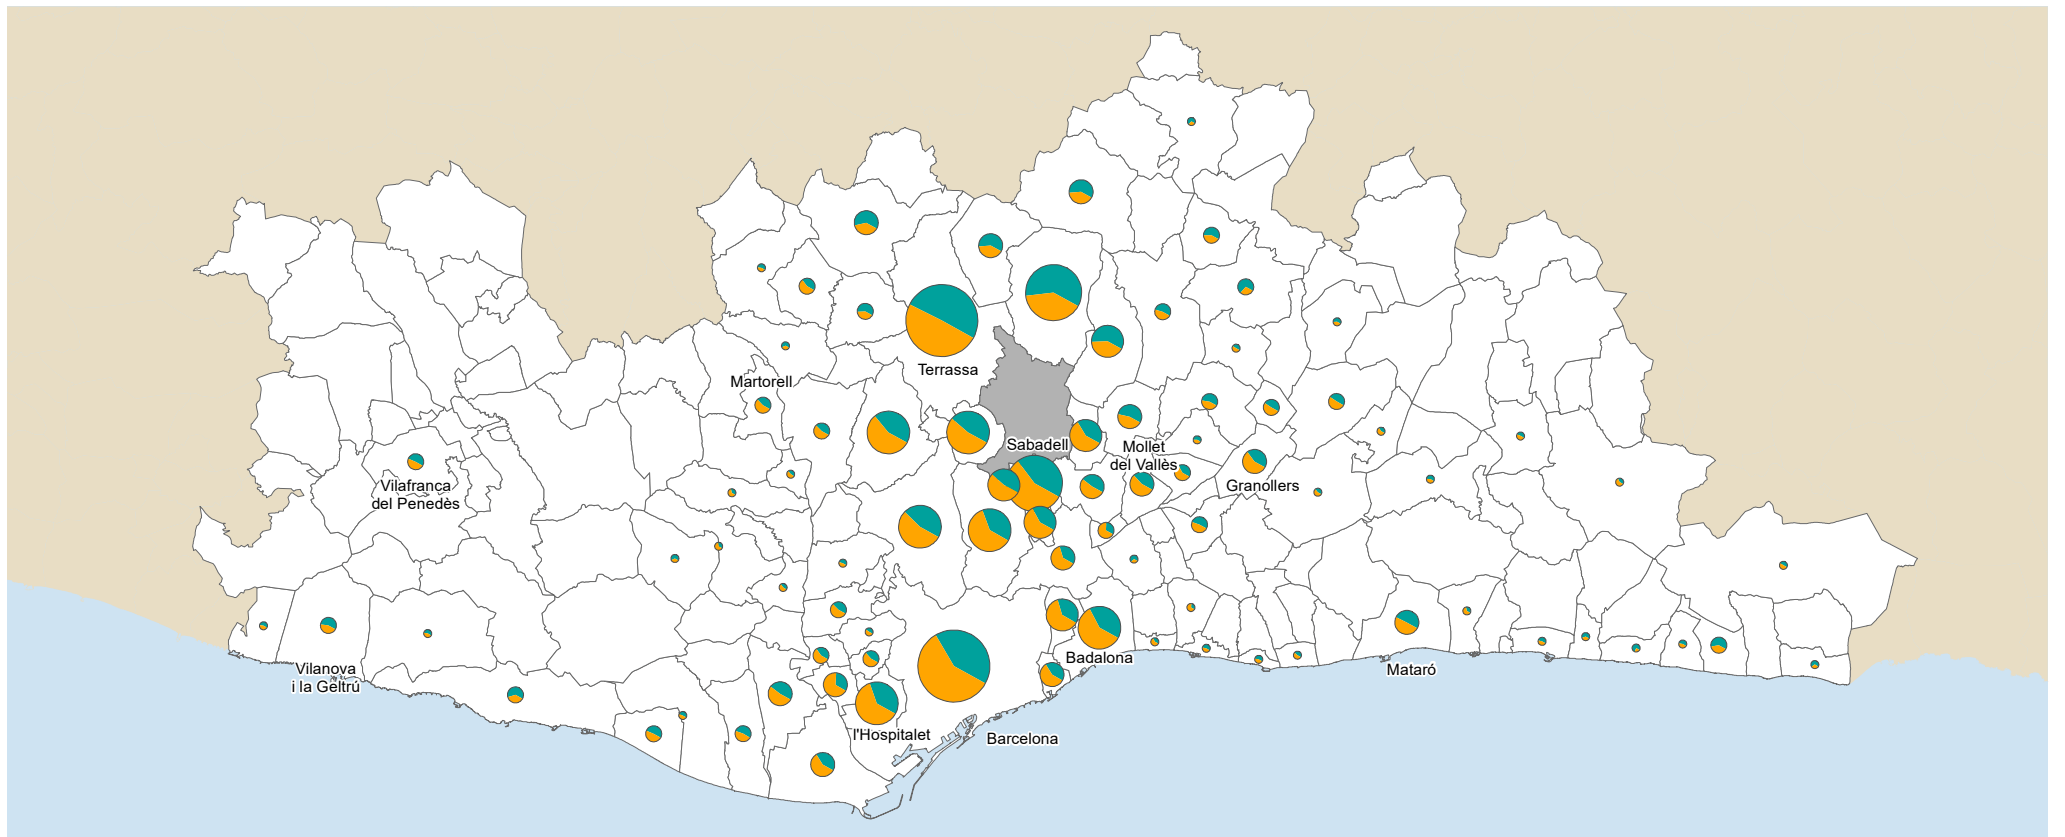 Terrassa
Martorell
Sabadell
Mollet
del Vallès
Vilafranca
del Penedès
Granollers
Badalona
Vilanova
i la Geltrú
Mataró
l'Hospitalet
Barcelona